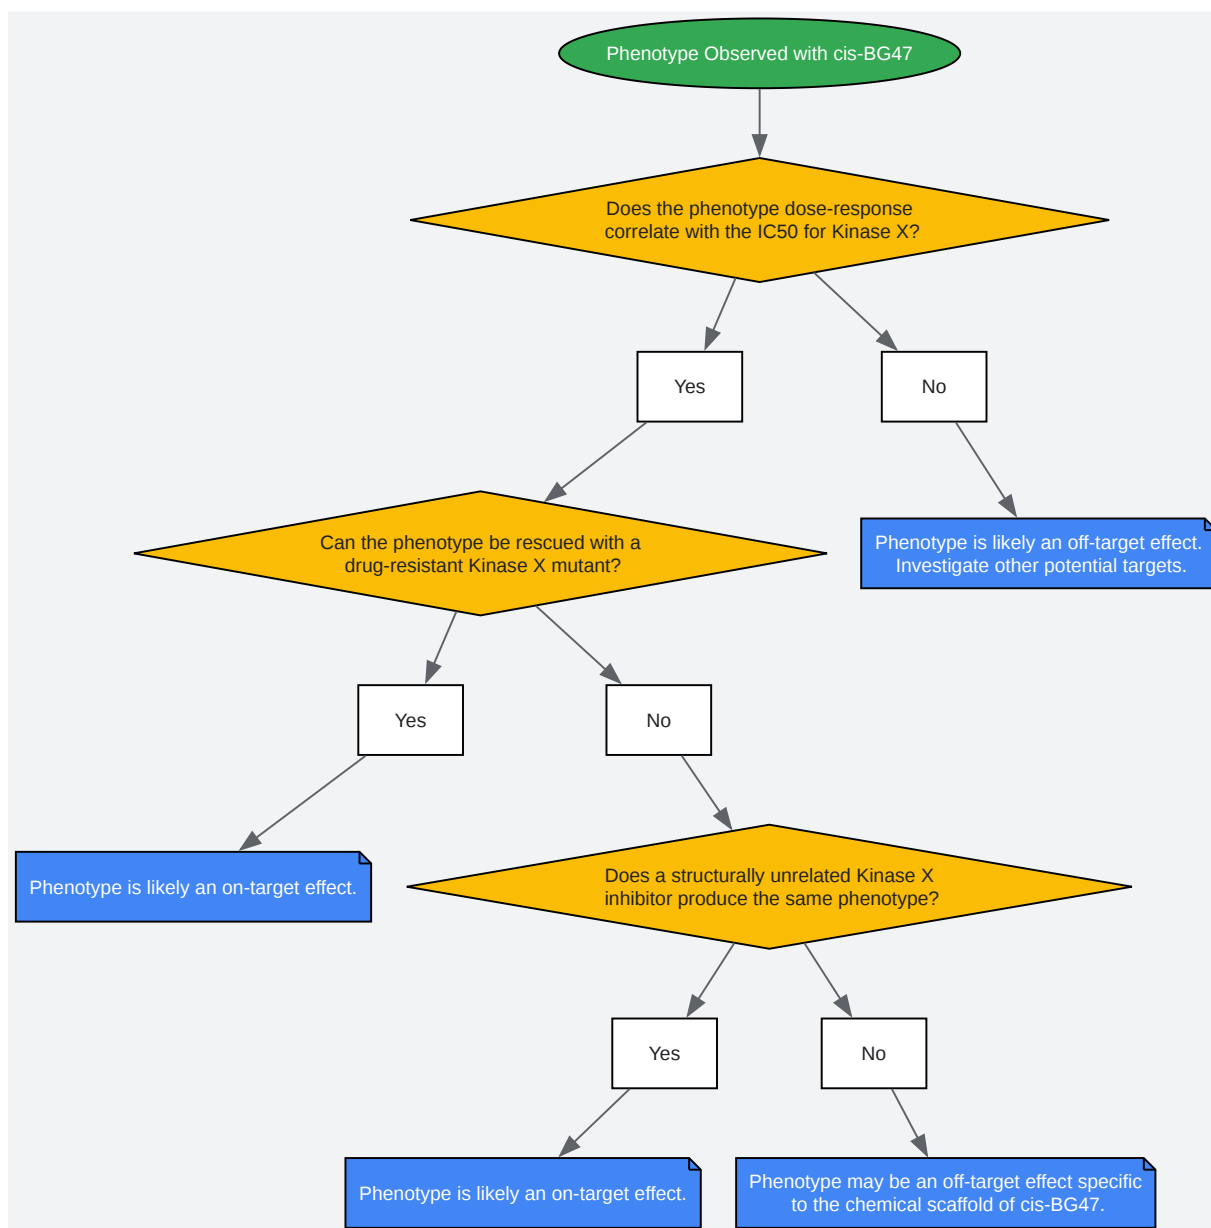 Phenotype Observed with cis-BG47
Does the phenotype dose-response
correlate with the IC50 for Kinase X?
Yes
No
Can the phenotype be rescued with a
drug-resistant Kinase X mutant?
Phenotype is likely an off-target effect.
Investigate other potential targets.
Yes
No
Phenotype is likely an on-target effect.
Does a structurally unrelated Kinase X
inhibitor produce the same phenotype?
Yes
No
Phenotype is likely an on-target effect.
Phenotype may be an off-target effect specific
to the chemical scaffold of cis-BG47.